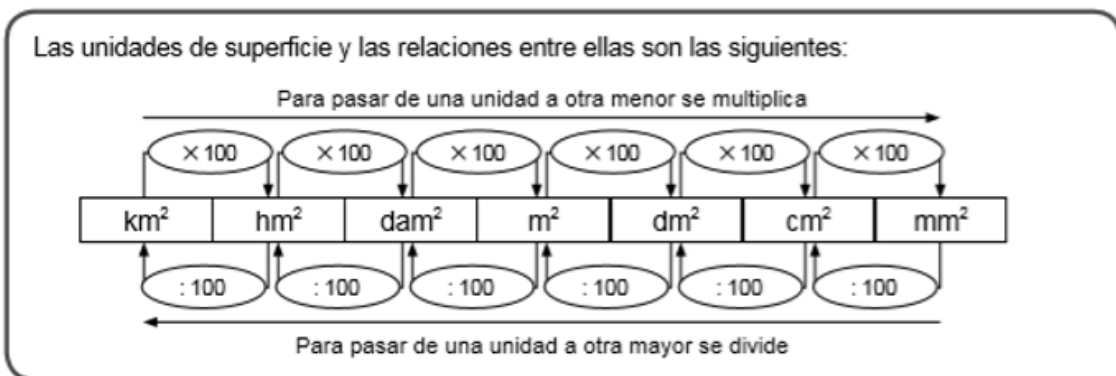 Las unidades de superficie y las relaciones entre ellas son las siguientes:
Para pasar de una unidad a otra menor se multiplica
× 100 × 100 × 100 × 100 × 100 × 100
km² hm² dam² m² dm² cm² mm²
: 100 : 100 : 100 : 100 : 100 : 100
Para pasar de una unidad a otra mayor se divide